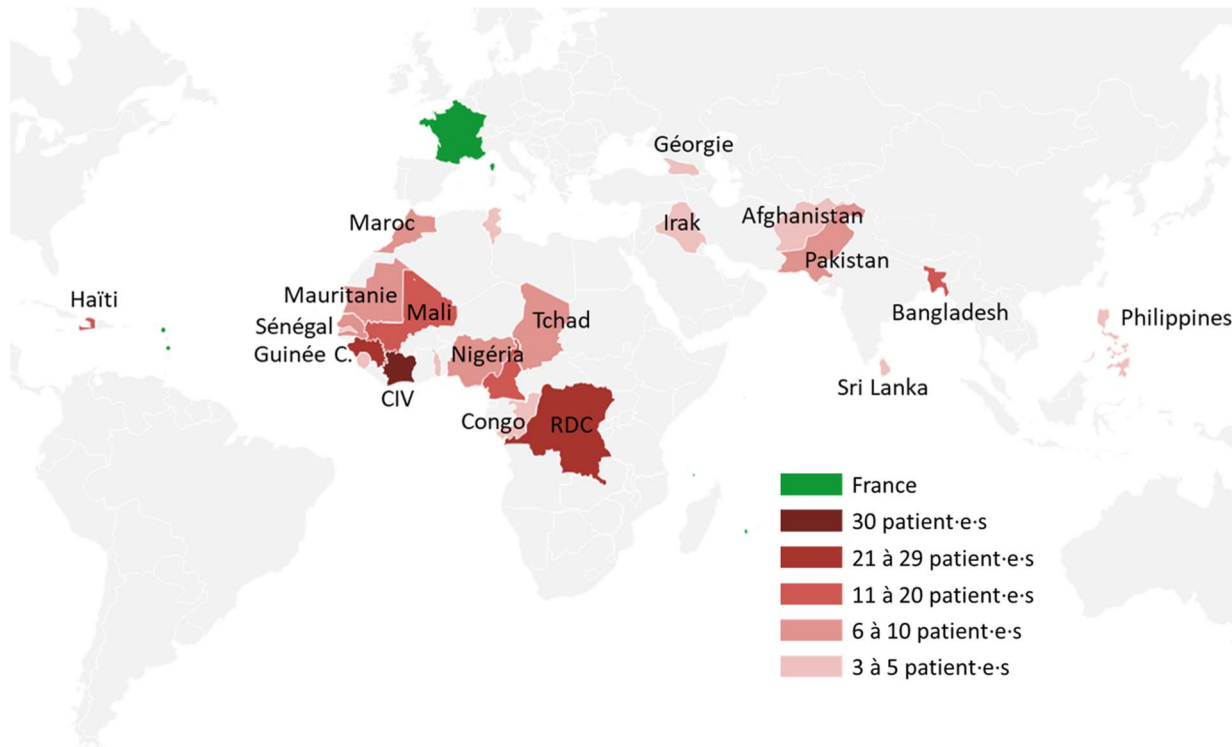 Géorgie
Maroc
Irak
Afghanistan
Pakistan
Haïti
Mauritanie
Mali
Tchad
Bangladesh
Philippines
Sénégal
Guinée C.
Nigéria
CIV
Sri Lanka
Congo
RDC
France
30 patient·e·s
21 à 29 patient·e·s
11 à 20 patient·e·s
6 à 10 patient·e·s
3 à 5 patient·e·s